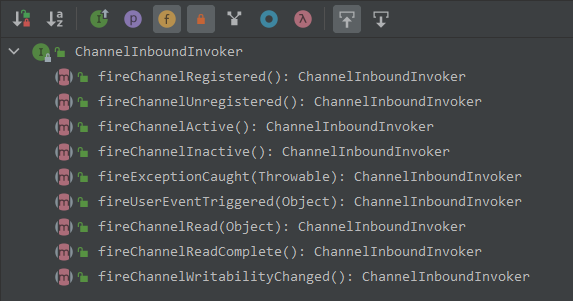 ChannelInboundInvoker
fireChannelRegistered(): ChannelInboundInvoker
fireChannelUnregistered(): ChannelInboundInvoker
fireChannelActive(): ChannelInboundInvoker
fireChannelInactive(): ChannelInboundInvoker
fireExceptionCaught(Throwable): ChannelInboundInvoker
fireUserEventTriggered(Object): ChannelInboundInvoker
fireChannelRead(Object): ChannelInboundInvoker
fireChannelReadComplete(): ChannelInboundInvoker
fireChannelWritabilityChanged(): ChannelInboundInvoker